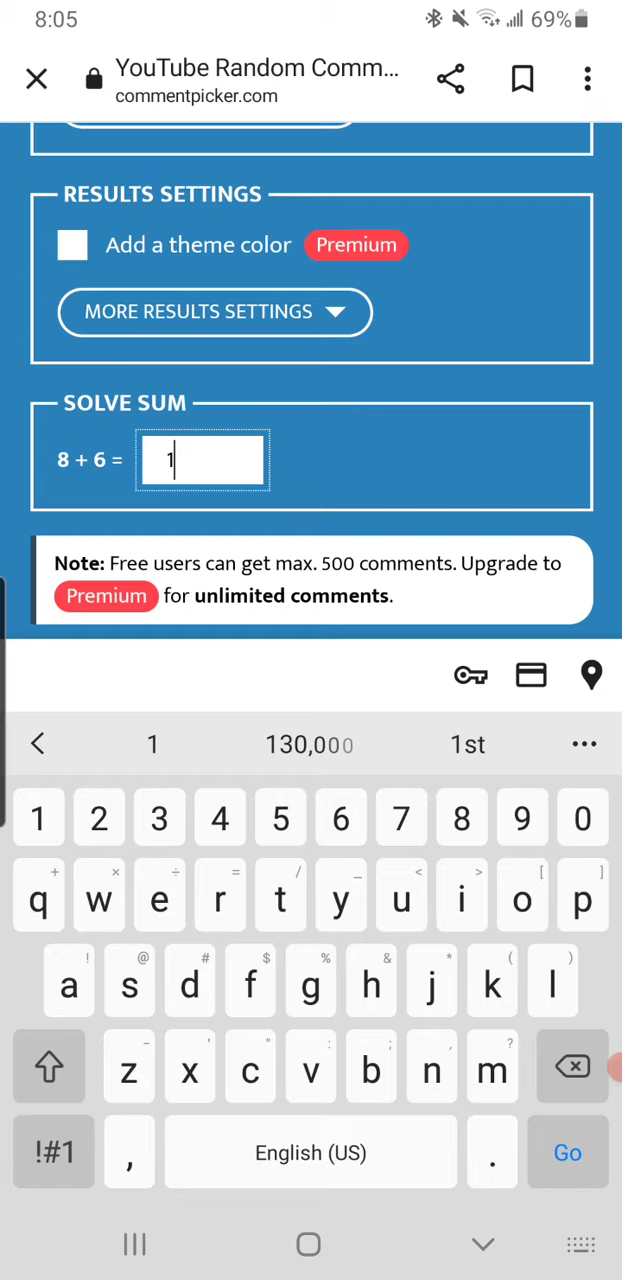 8:05 69%
YouTube Random Comm...
commentpicker.com
RESULTS SETTINGS
Add a theme color Premium
MORE RESULTS SETTINGS
SOLVE SUM
8 + 6 = 1
Note: Free users can get max. 500 comments. Upgrade to
Premium for unlimited comments.
1 130,000 1st ...
1 2 3 4 5 6 7 8 9 0
+ × ÷ = / _ < > [ ]
q w e r t y u i o p
! @ # $ % & * ( )
a s d f g h j k l
- ' " : ; , ?
z x c v b n m
!#1 , English (US) . Go